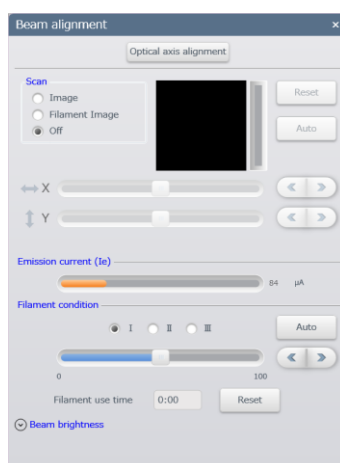 Beam alignment ×
Optical axis alignment
Scan
Image
Filament Image
Off
Reset
Auto
X
Y
Emission current (Ie)
84 μA
Filament condition
I II III Auto
0 100
Filament use time 0:00 Reset
Beam brightness